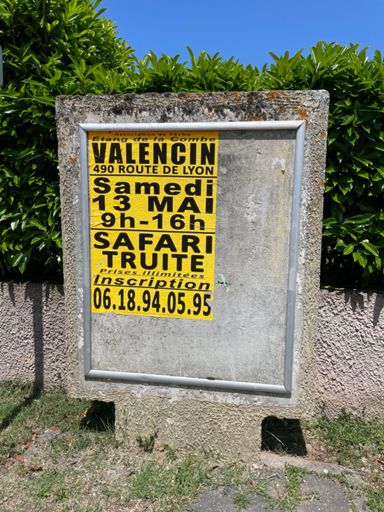 Association de Pêche
Etang de la Combe
VALENCIN
490 ROUTE DE LYON
Samedi
13 MAI
9h-16h
SAFARI
TRUITE
Prises illimitées
Inscription
06.18.94.05.95